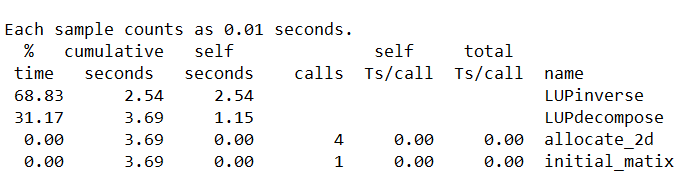 Each sample counts as 0.01 seconds.
  %   cumulative   self              self     total
 time   seconds   seconds    calls  Ts/call  Ts/call  name
 68.83      2.54     2.54                             LUPinverse
 31.17      3.69     1.15                             LUPdecompose
  0.00      3.69     0.00        4     0.00     0.00  allocate_2d
  0.00      3.69     0.00        1     0.00     0.00  initial_matix